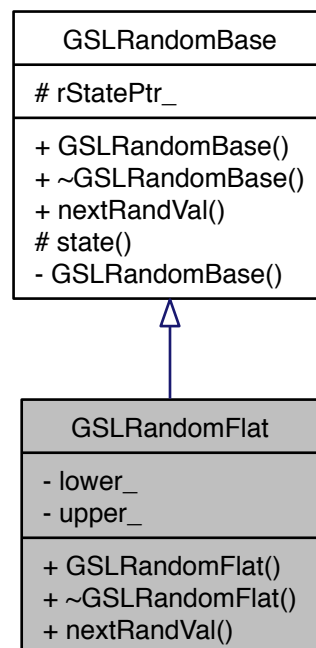 GSLRandomBase
# rStatePtr_
+ GSLRandomBase()
+ ~GSLRandomBase()
+ nextRandVal()
# state()
- GSLRandomBase()
GSLRandomFlat
- lower_
- upper_
+ GSLRandomFlat()
+ ~GSLRandomFlat()
+ nextRandVal()